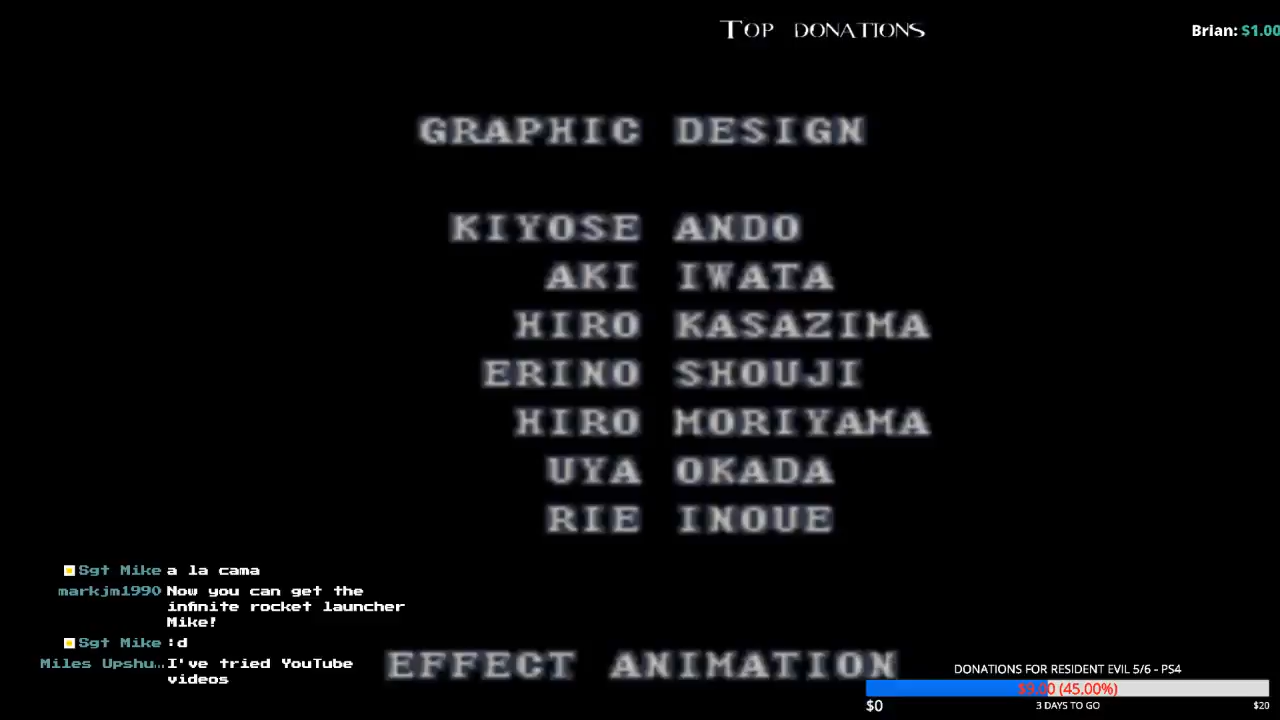 TOP DONATIONS
Brian: $1.00
GRAPHIC DESIGN
KIYOSE ANDO
AKI IWATA
HIRO KASAZIMA
ERINO SHOUJI
HIRO MORIYAMA
UYA OKADA
RIE INOUE
Sgt Mike a la cama
markjm1990 Now you can get the
infinite rocket launcher
Mike!
Sgt Mike :d
Miles Upshu… I've tried YouTube
videos
EFFECT ANIMATION
DONATIONS FOR RESIDENT EVIL 5/6 - PS4
$9.00 (45.00%)
$0 3 DAYS TO GO $20